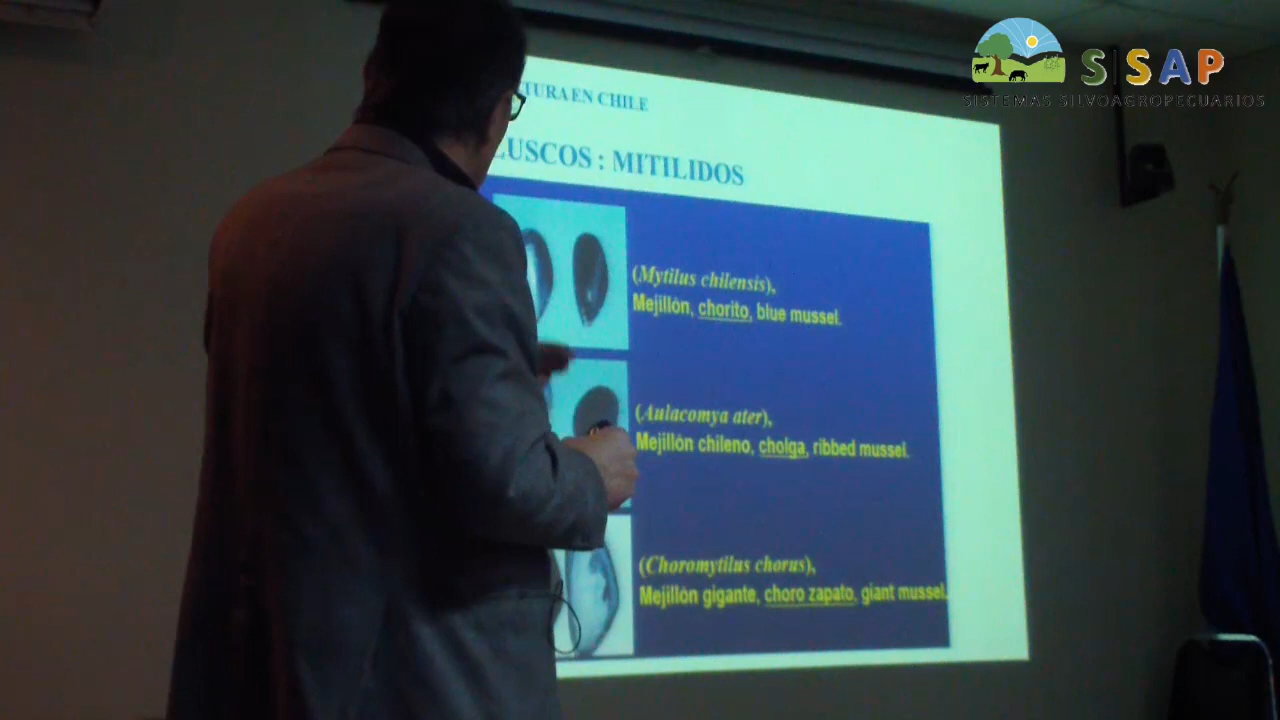 SISAP
SISTEMAS SILVOAGROPECUARIOS
TURA EN CHILE
LUSCOS : MITILIDOS
(Mytilus chilensis),
Mejillón, chorito, blue mussel.
(Aulacomya ater),
Mejillón chileno, cholga, ribbed mussel.
(Choromytilus chorus),
Mejillón gigante, choro zapato, giant mussel.